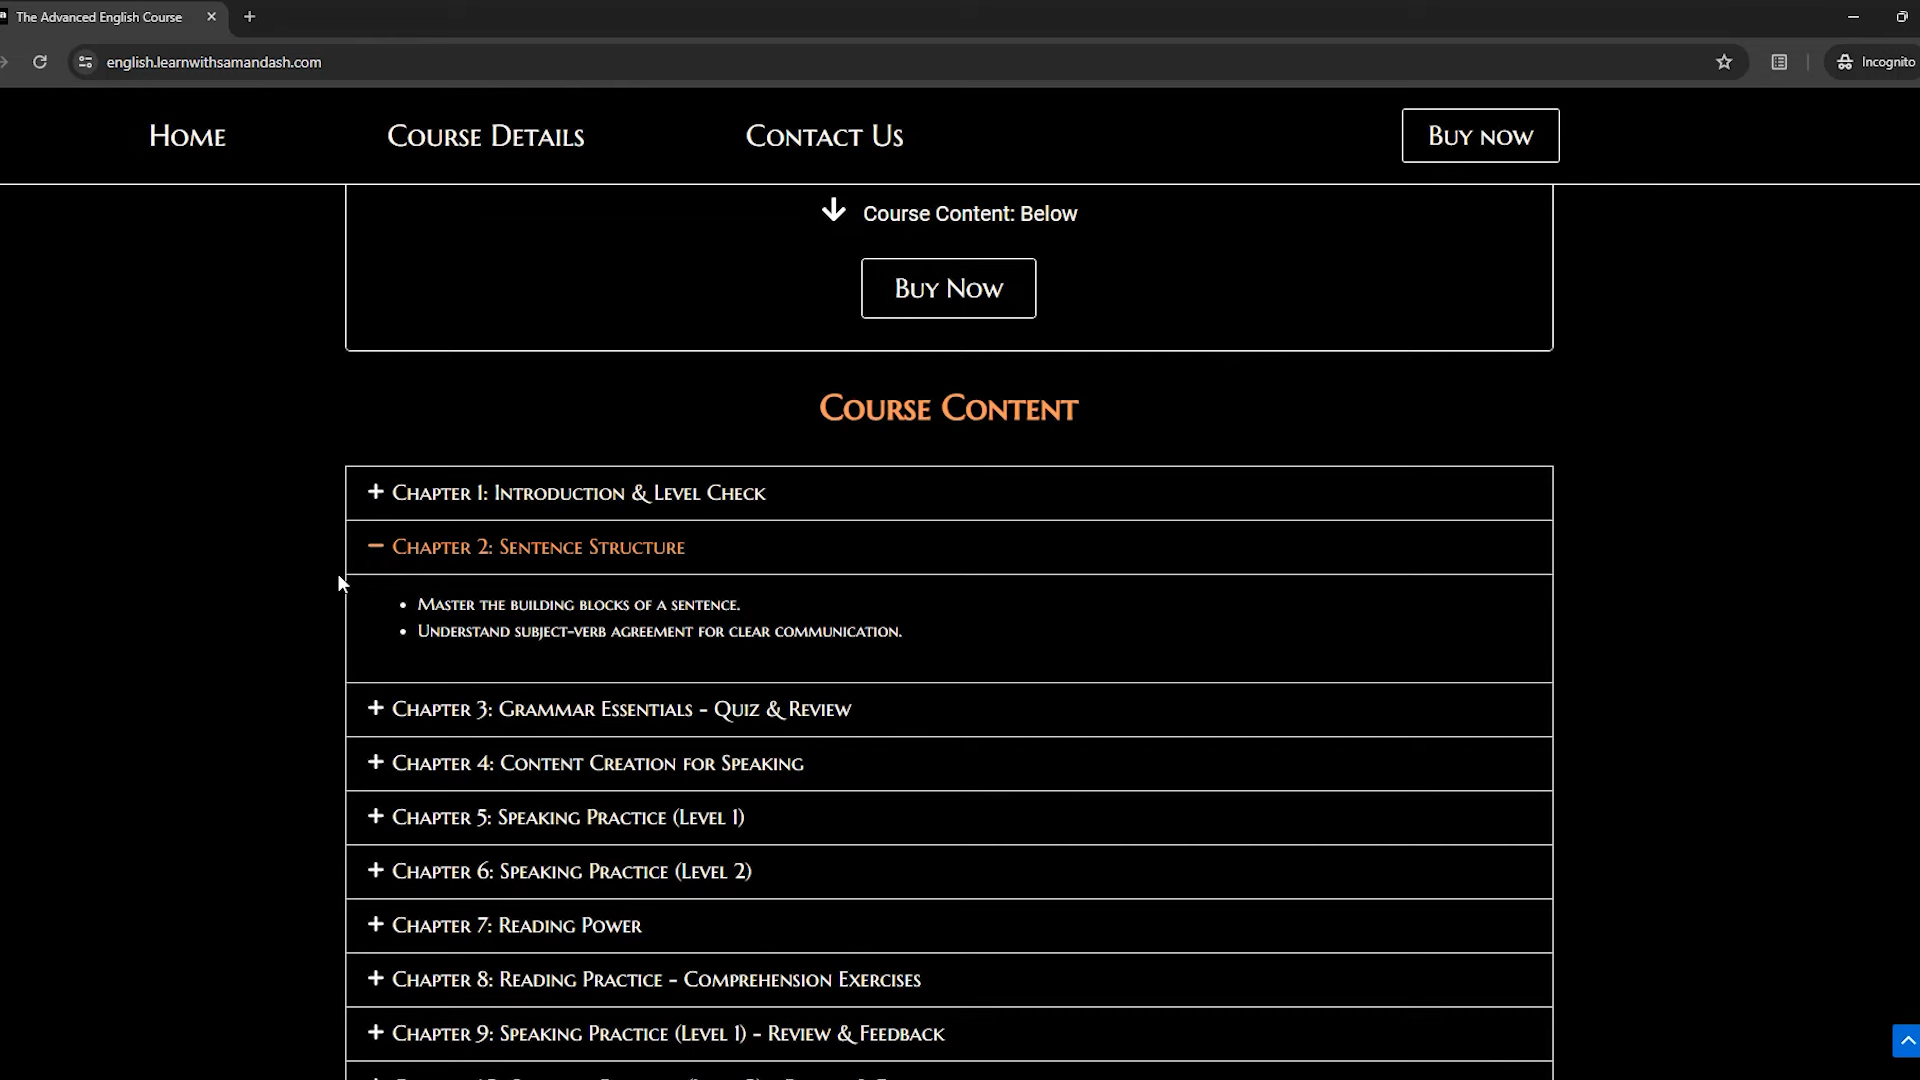 The Advanced English Course
english.learnwithsamandash.com
Incognito
Home
Course Details
Contact Us
Buy now
Course Content: Below
Buy Now
Course Content
Chapter 1: Introduction & Level Check
Chapter 2: Sentence Structure
Master the building blocks of a sentence.
Understand subject-verb agreement for clear communication.
Chapter 3: Grammar Essentials - Quiz & Review
Chapter 4: Content Creation for Speaking
Chapter 5: Speaking Practice (Level 1)
Chapter 6: Speaking Practice (Level 2)
Chapter 7: Reading Power
Chapter 8: Reading Practice - Comprehension Exercises
Chapter 9: Speaking Practice (Level 1) - Review & Feedback